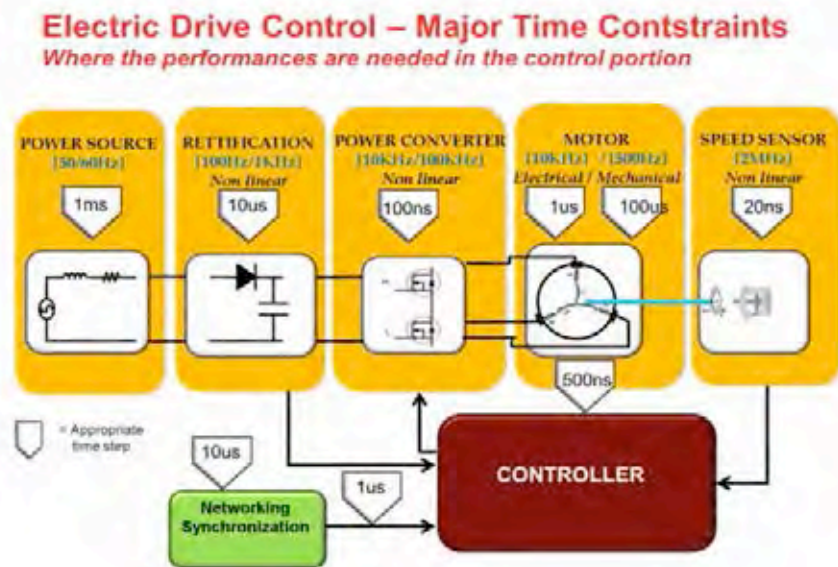 Electric Drive Control – Major Time Contstraints
Where the performances are needed in the control portion
POWER SOURCE
[50/60Hz]
1ms
RETTIFICATION
[100Hz/1KHz]
Non linear
10us
POWER CONVERTER
[10KHz/100KHz]
Non linear
100ns
MOTOR
[10KHz] /[500Hz]
Electrical / Mechanical
1us
100us
SPEED SENSOR
[2MHz]
Non linear
20ns
500ns
= Appropriate
time step
10us
Networking
Synchronization
1us
CONTROLLER